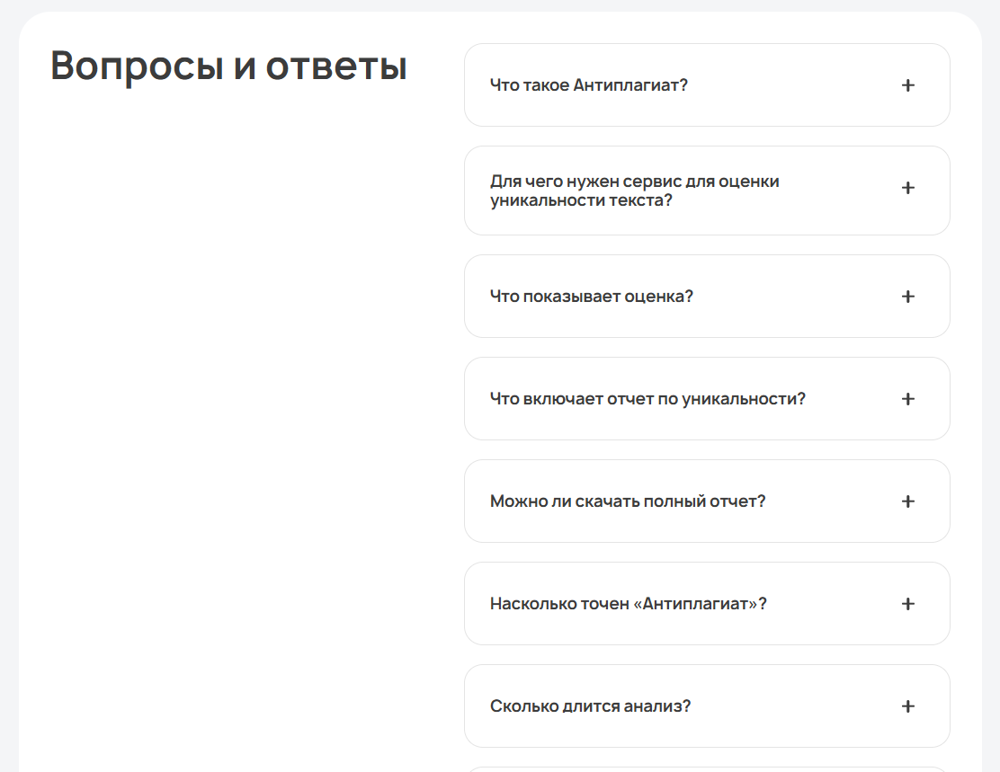 Вопросы и ответы
Что такое Антиплагиат?
Для чего нужен сервис для оценки
уникальности текста?
Что показывает оценка?
Что включает отчет по уникальности?
Можно ли скачать полный отчет?
Насколько точен «Антиплагиат»?
Сколько длится анализ?